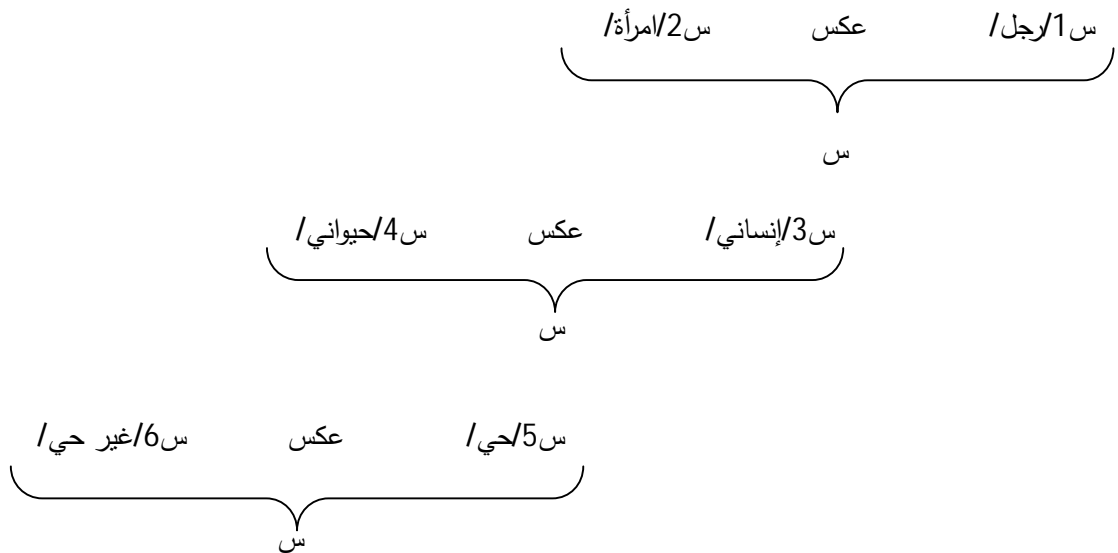 س1/رجل/ عكس س2/امرأة/
س
س3/إنساني/ عكس س4/حيواني/
س
س5/حي/ عكس س6/غير حي/
س